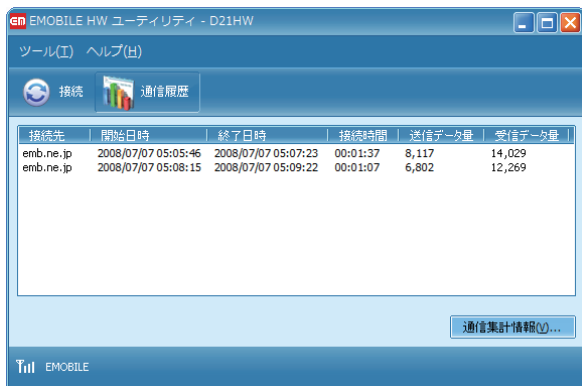 EMOBILE HW ユーティリティ - D21HW
ツール(T) ヘルプ(H)
接続 通信履歴
接続先 開始日時 終了日時 接続時間 送信データ量 受信データ量
emb.ne.jp 2008/07/07 05:05:46 2008/07/07 05:07:23 00:01:37 8,117 14,029
emb.ne.jp 2008/07/07 05:08:15 2008/07/07 05:09:22 00:01:07 6,802 12,269
通信集計情報(V)...
EMOBILE